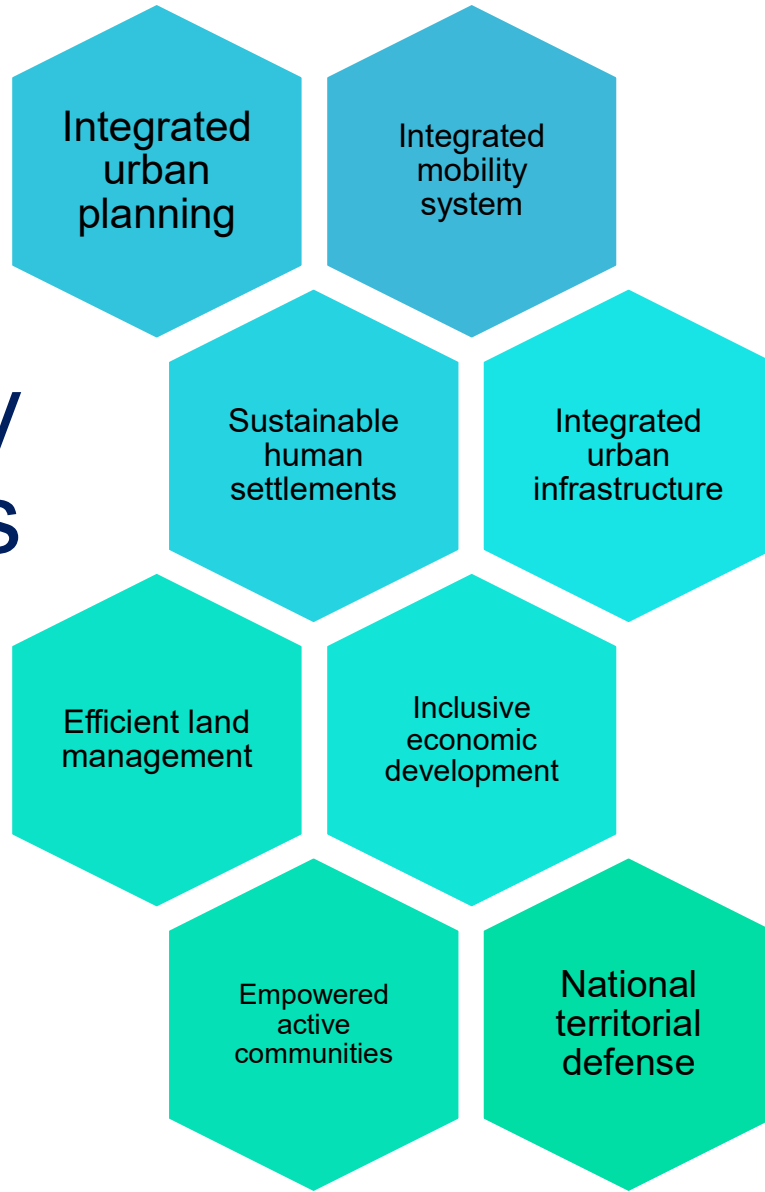 Integrated
urban
planning
Integrated
mobility
system
Sustainable
human
settlements
Integrated
urban
infrastructure
Efficient land
management
Inclusive
economic
development
Empowered
active
communities
National
territorial
defense